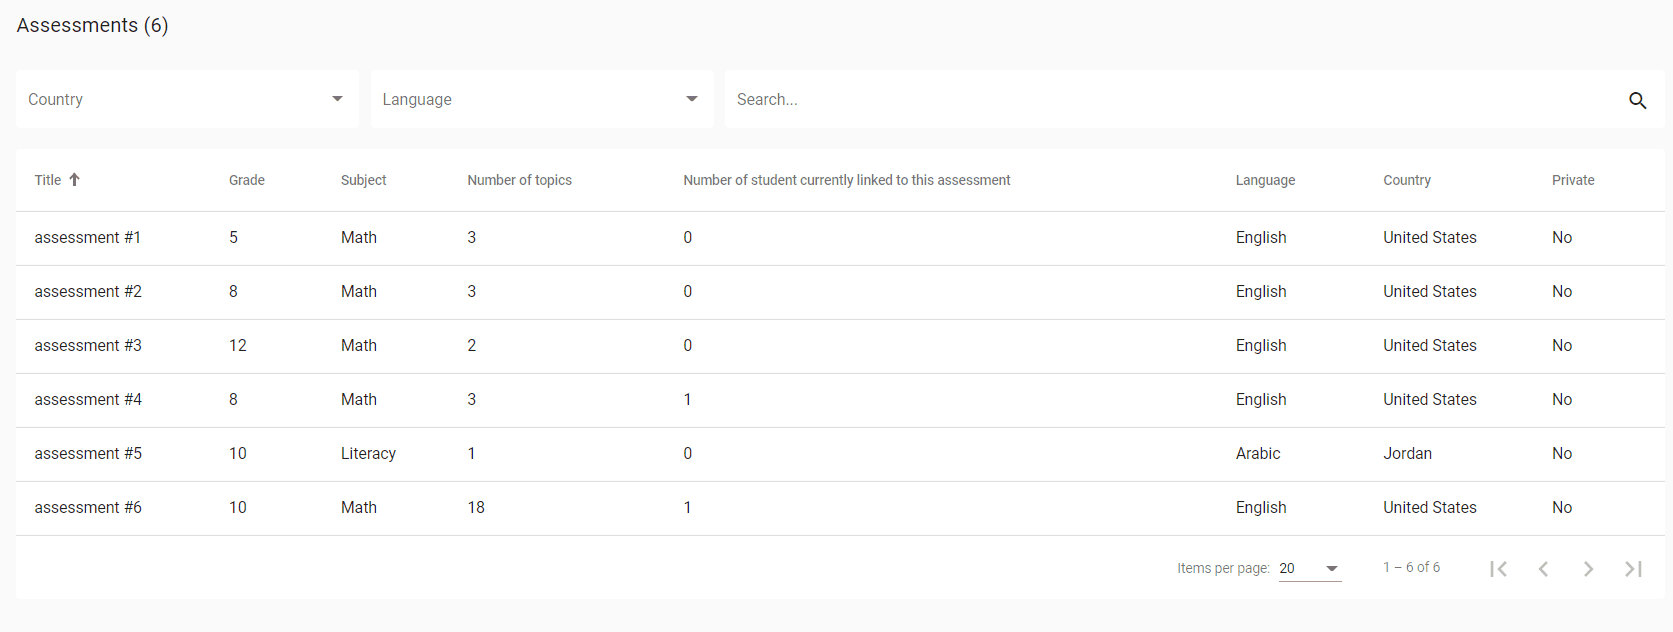 Assessments (6)
Country Language Search...
Title Grade Subject Number of topics Number of student currently linked to this assessment Language Country Private
assessment #1 5 Math 3 0 English United States No
assessment #2 8 Math 3 0 English United States No
assessment #3 12 Math 2 0 English United States No
assessment #4 8 Math 3 1 English United States No
assessment #5 10 Literacy 1 0 Arabic Jordan No
assessment #6 10 Math 18 1 English United States No
Items per page: 20 1 – 6 of 6